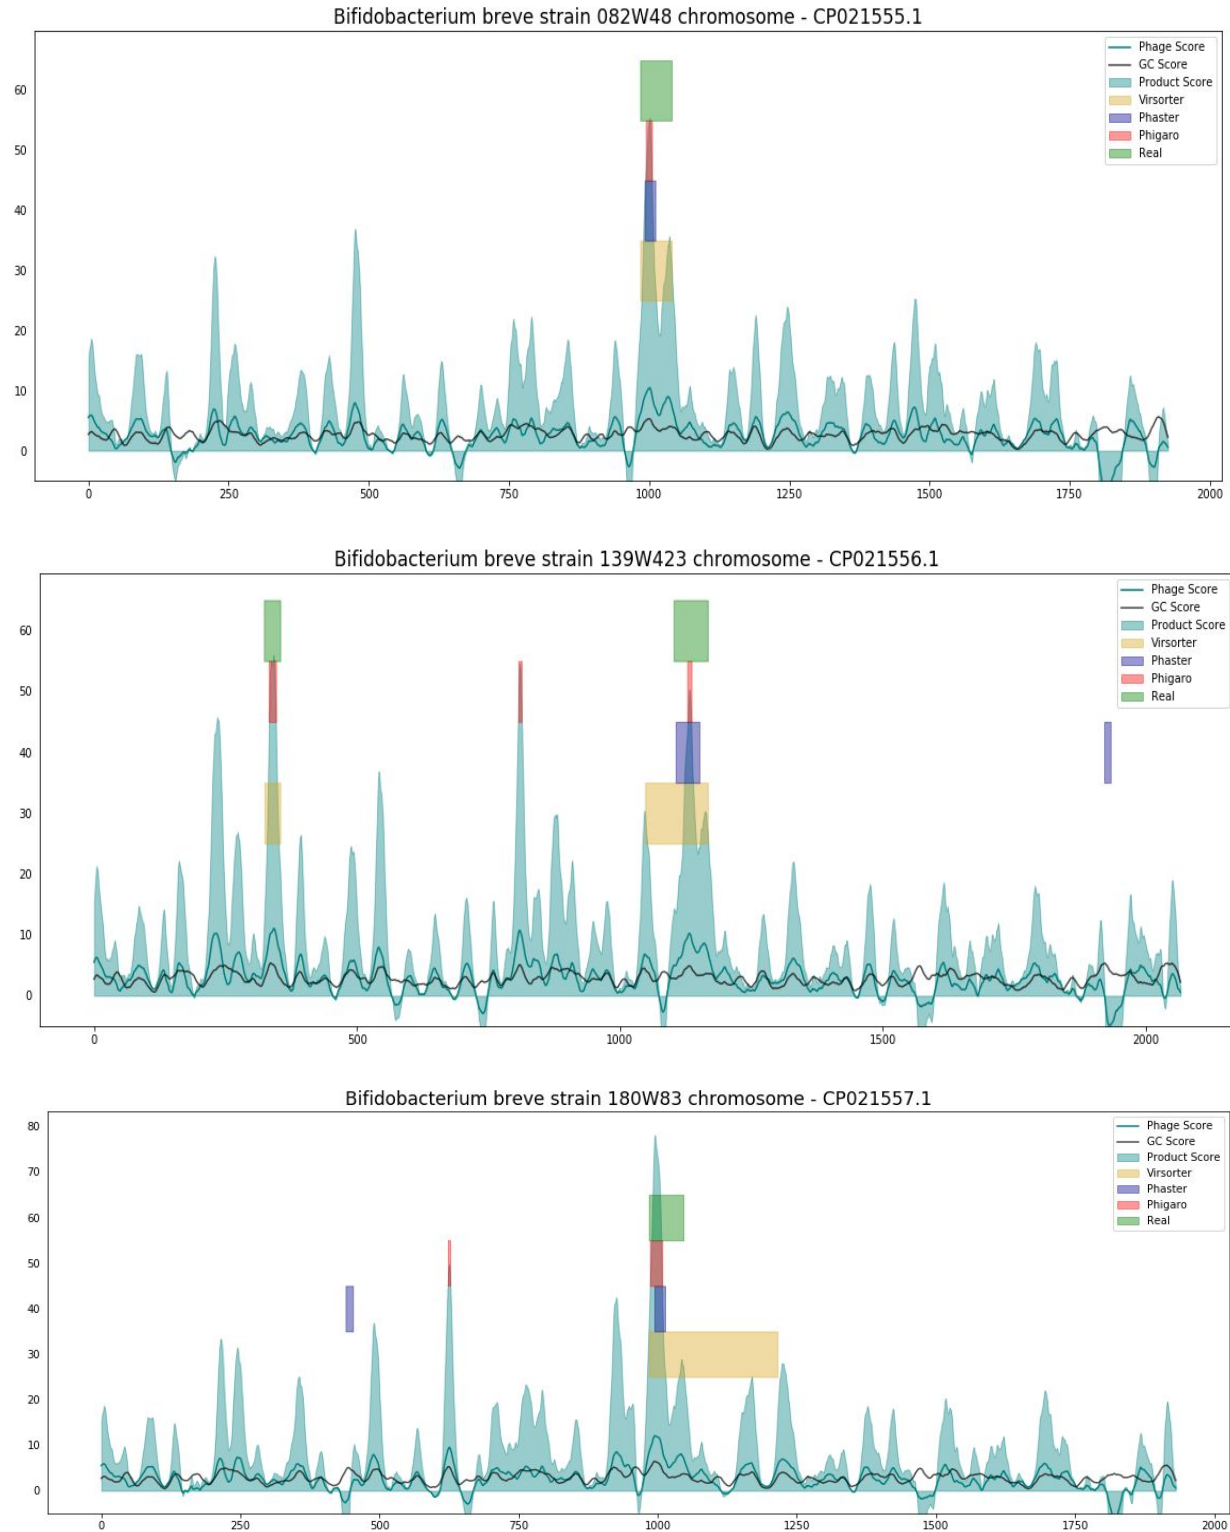 Bifidobacterium breve strain 082W48 chromosome - CP021555.1
Phage Score
GC Score
Product Score
Virsorter
Phaster
Phigaro
Real
60
50
40
30
20
10
0
0 250 500 750 1000 1250 1500 1750 2000
Bifidobacterium breve strain 139W423 chromosome - CP021556.1
Phage Score
GC Score
Product Score
Virsorter
Phaster
Phigaro
Real
60
50
40
30
20
10
0
0 500 1000 1500 2000
Bifidobacterium breve strain 180W83 chromosome - CP021557.1
Phage Score
GC Score
Product Score
Virsorter
Phaster
Phigaro
Real
80
70
60
50
40
30
20
10
0
0 250 500 750 1000 1250 1500 1750 2000